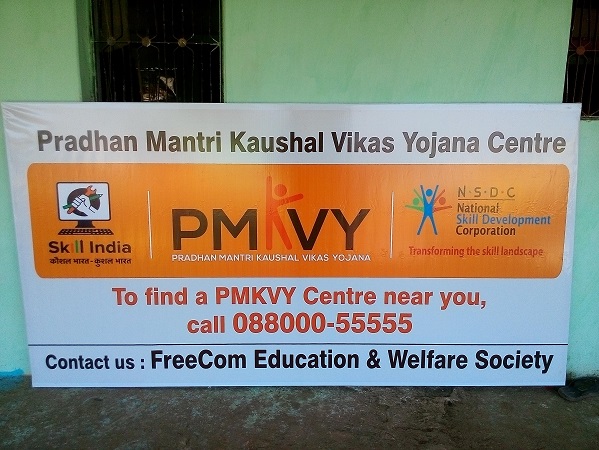 Pradhan Mantri Kaushal Vikas Yojana Centre
Skill India
कौशल भारत-कुशल भारत
PMKVY
PRADHAN MANTRI KAUSHAL VIKAS YOJANA
N·S·D·C
National
Skill Development
Corporation
Transforming the skill landscape
To find a PMKVY Centre near you,
call 088000-55555
Contact us : FreeCom Education & Welfare Society